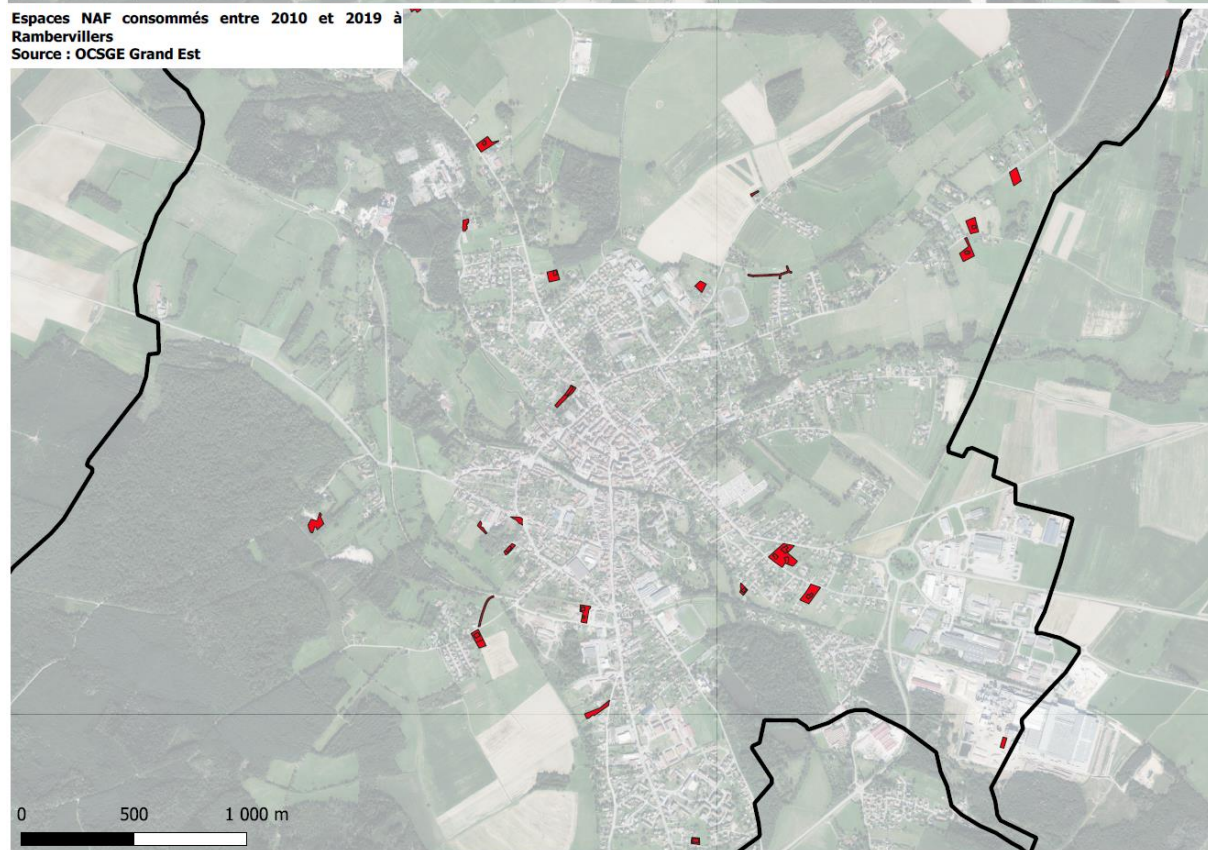 Espaces NAF consommés entre 2010 et 2019 à
Rambervillers
Source : OCSGE Grand Est
0 500 1 000 m